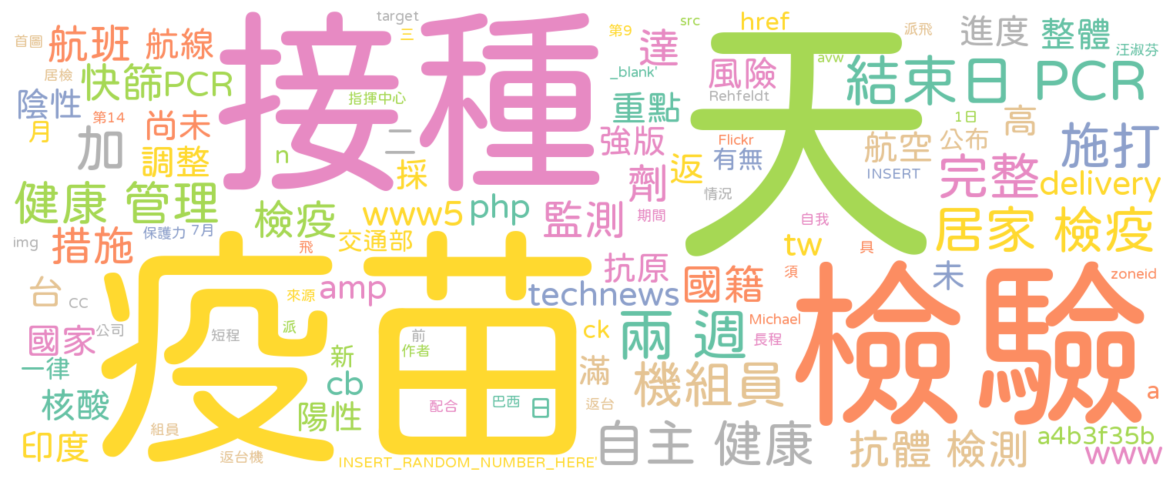 首圖 航班 航線 target 三 src 第9 href 派飛 進度 整體 汪淑芬
居檢 快篩PCR 接種 達 _blank' 風險 天 avw 結束日 PCR
陰性 第14 指揮中心 重點 Rehfeldt 1日
月 加 尚未 n 二 強版 Flickr 有無 航空 公布 高 施打
調整 採 劑 返 INSERT 完整 delivery
健康 管理 檢疫 www5 php 監測 期間 情況 自我 居家 檢疫
img 措施 保護力 7月 飛 交通部 抗原 tw 具
台 cc 來源 amp technews 國籍 須 未 zoneid
國家 公司 短程 派 疫苗 前 作者 ck 兩 週 Michael 長程 檢驗
一律 新 cb 滿 機組員 a
核酸 陽性 配合 巴西 日 返台
印度 組員 返台機 INSERT_RANDOM_NUMBER_HERE' 自主 健康 抗體 檢測 a4b3f35b www